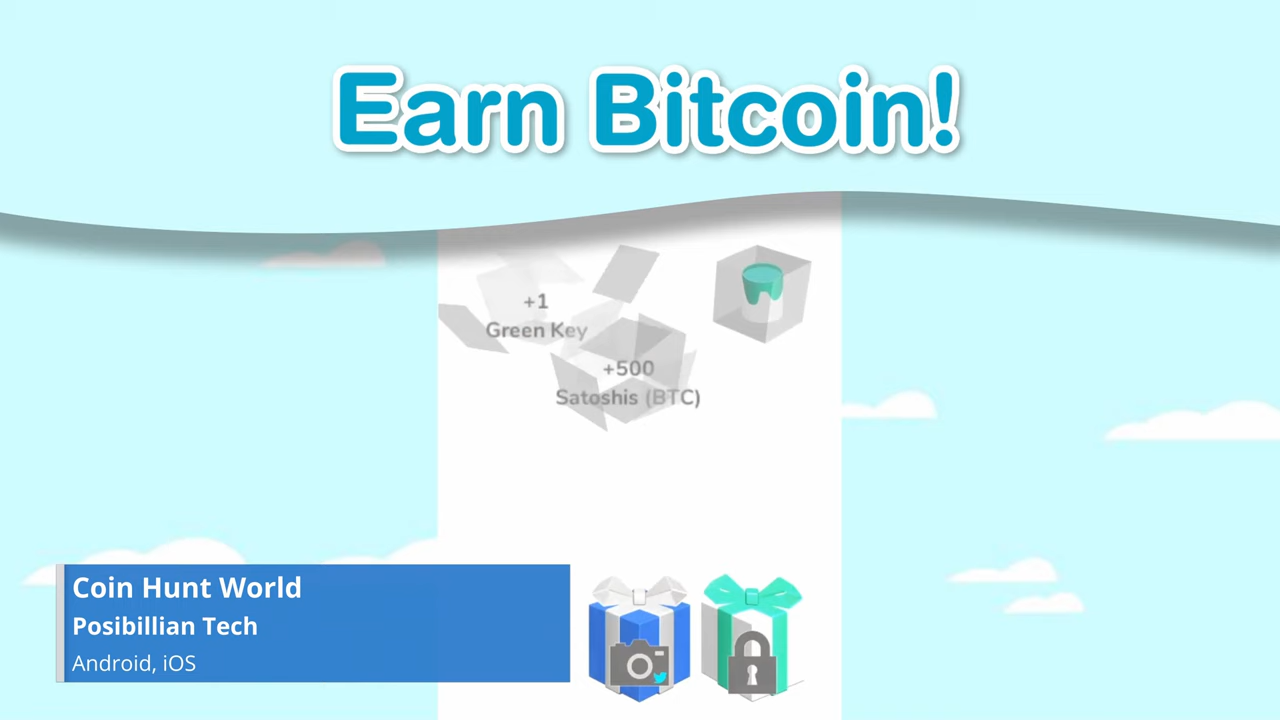 Earn Bitcoin!
+1
Green Key
+500
Satoshis (BTC)
Coin Hunt World
Posibillian Tech
Android, iOS